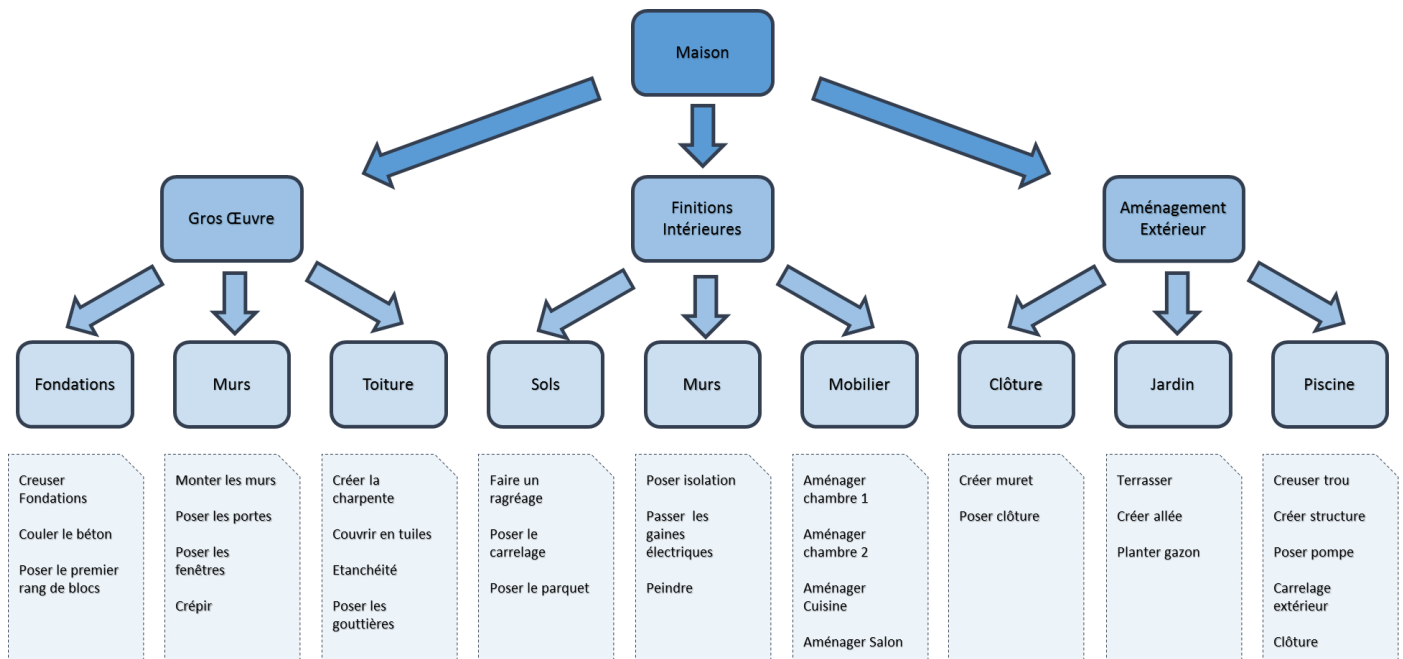 Maison
Gros Œuvre
Finitions
Intérieures
Aménagement
Extérieur
Fondations
Murs
Toiture
Sols
Murs
Mobilier
Clôture
Jardin
Piscine
Creuser
Fondations
Couler le béton
Poser le premier
rang de blocs
Monter les murs
Poser les portes
Poser les
fenêtres
Crépir
Créer la
charpente
Couvrir en tuiles
Etanchéité
Poser les
gouttières
Faire un
ragréage
Poser le
carrelage
Poser le parquet
Poser isolation
Passer les
gaines
électriques
Peindre
Aménager
chambre 1
Aménager
chambre 2
Aménager
Cuisine
Aménager Salon
Créer muret
Poser clôture
Terrasser
Créer allée
Planter gazon
Creuser trou
Créer structure
Poser pompe
Carrelage
extérieur
Clôture